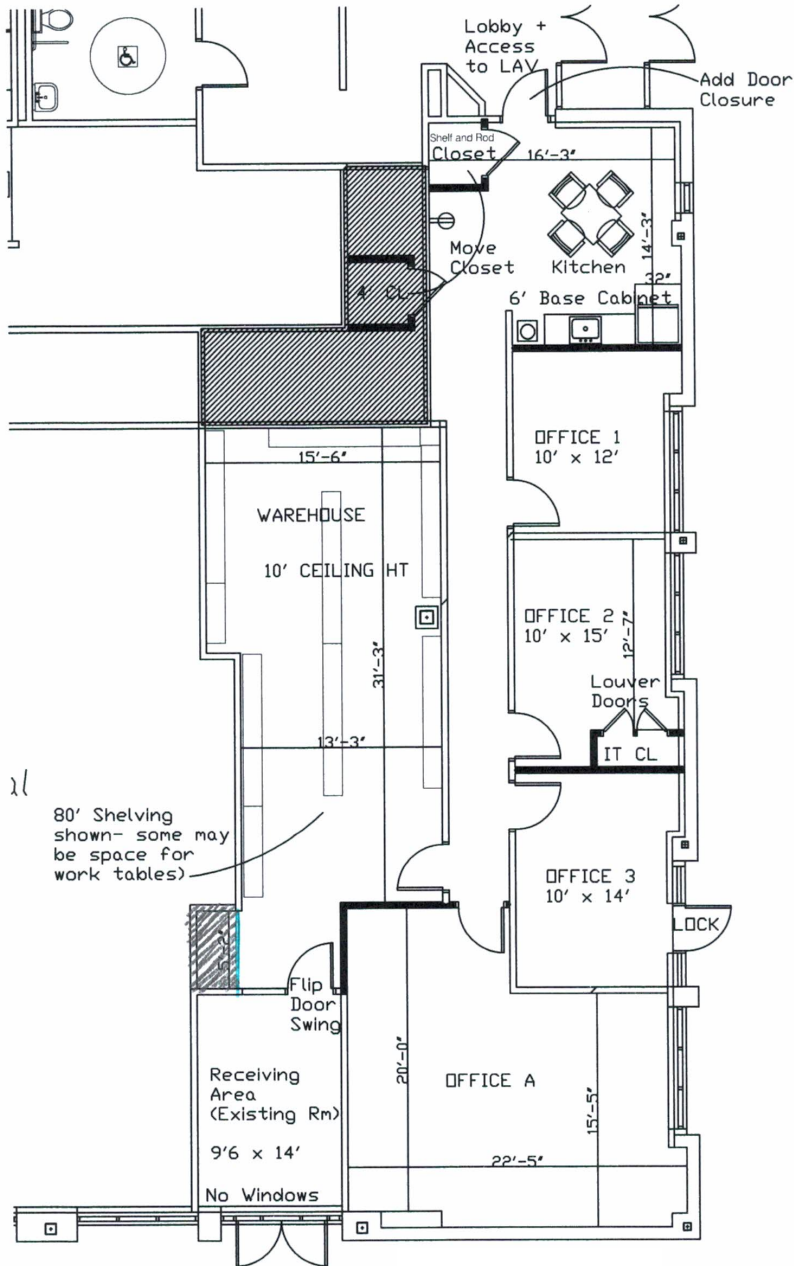 Lobby +
Access
to LAV
Add Door
Closure
Shelf and Rod
Closet
16'-3"
Move
Closet
Kitchen
14'-3"
32"
4' CL
6' Base Cabinet
OFFICE 1
10' x 12'
15'-6"
WAREHOUSE
10' CEILING HT
OFFICE 2
10' x 15'
12'-7"
31'-3"
Louver
Doors
IT CL
13'-3"
al
80' Shelving
shown- some may
be space for
work tables)
OFFICE 3
10' x 14'
LOCK
5'-2"
Flip
Door
Swing
Receiving
Area
(Existing Rm)
9'6 x 14'
No Windows
20'-0"
OFFICE A
15'-5"
22'-5"